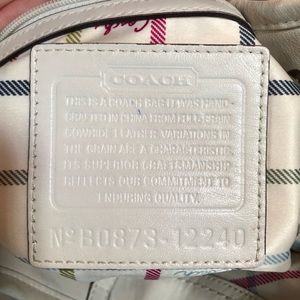 COACH
THIS IS A COACH BAG. IT WAS HAND-
CRAFTED IN CHINA FROM FULL GRAIN
COWHIDE. LEATHER VARIATIONS IN
THE GRAIN ARE A CHARACTERISTIC.
ITS SUPERIOR CRAFTSMANSHIP
REFLECTS OUR COMMITMENT TO
ENDURING QUALITY.
Nº B0873-12240